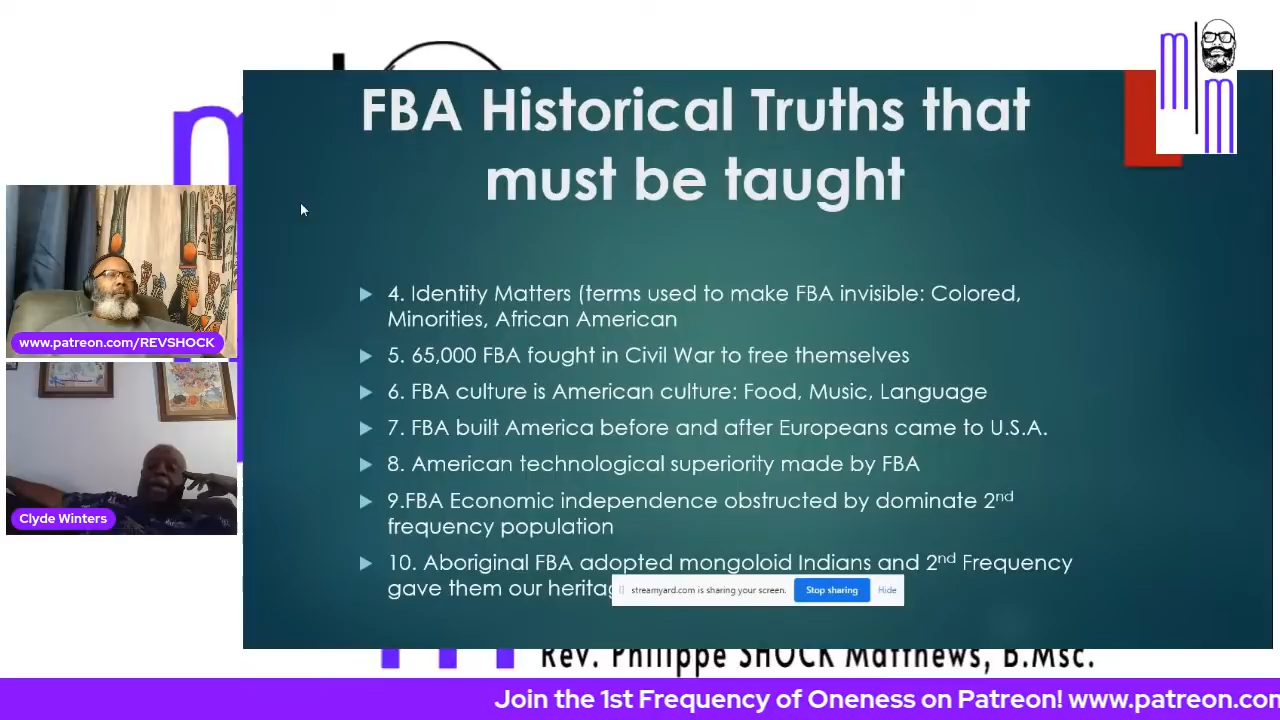 FBA Historical Truths that
must be taught
4. Identity Matters (terms used to make FBA invisible: Colored,
Minorities, African American
5. 65,000 FBA fought in Civil War to free themselves
6. FBA culture is American culture: Food, Music, Language
7. FBA built America before and after Europeans came to U.S.A.
8. American technological superiority made by FBA
9.FBA Economic independence obstructed by dominate 2nd
frequency population
10. Aboriginal FBA adopted mongoloid Indians and 2nd Frequency
gave them our
streamyard.com is sharing your screen. Stop sharing Hide
www.patreon.com/REVSHOCK
Clyde Winters
Rev. Philippe SHOCK Matthews, B.Msc.
Join the 1st Frequency of Oneness on Patreon!